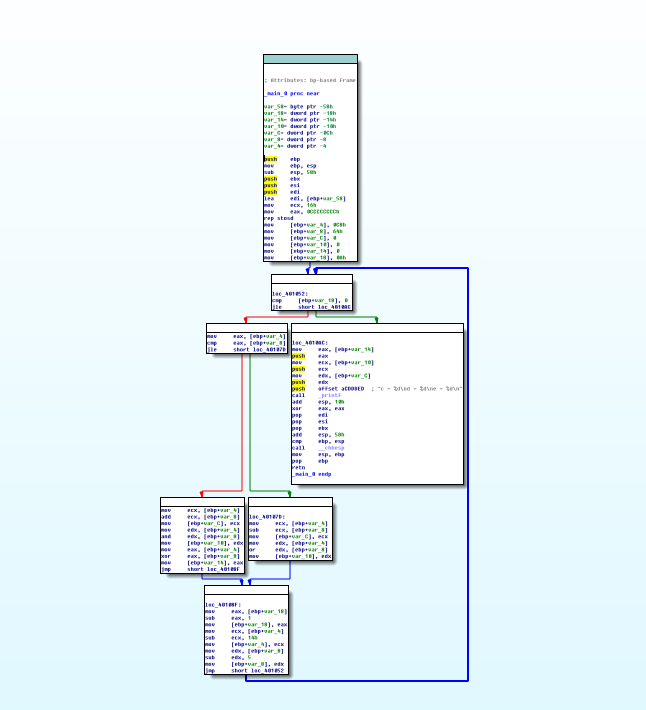 ; Attributes: bp-based frame
_main_0 proc near
var_58= byte ptr -58h
var_18= dword ptr -18h
var_14= dword ptr -14h
var_10= dword ptr -10h
var_C= dword ptr -0Ch
var_8= dword ptr -8
var_4= dword ptr -4
push ebp
mov ebp, esp
sub esp, 58h
push ebx
push esi
push edi
lea edi, [ebp+var_58]
mov ecx, 16h
mov eax, 0CCCCCCCCh
rep stosd
mov [ebp+var_4], 0C8h
mov [ebp+var_8], 64h
mov [ebp+var_C], 0
mov [ebp+var_10], 0
mov [ebp+var_14], 0
mov [ebp+var_18], 0Ah
loc_401052:
cmp [ebp+var_18], 0
jle short loc_4010AC
mov eax, [ebp+var_4]
cmp eax, [ebp+var_8]
jle short loc_40107D
loc_4010AC:
mov eax, [ebp+var_14]
push eax
mov ecx, [ebp+var_10]
push ecx
mov edx, [ebp+var_C]
push edx
push offset aCDDDED ; "c - %d\nd - %d\ne - %d\n"
call _printf
add esp, 10h
xor eax, eax
pop edi
pop esi
pop ebx
add esp, 58h
cmp ebp, esp
call __chkesp
mov esp, ebp
pop ebp
retn
_main_0 endp
mov ecx, [ebp+var_4]
add ecx, [ebp+var_8]
mov [ebp+var_C], ecx
mov edx, [ebp+var_4]
and edx, [ebp+var_8]
mov [ebp+var_10], edx
mov eax, [ebp+var_4]
xor eax, [ebp+var_8]
mov [ebp+var_14], eax
jmp short loc_40108F
loc_40107D:
mov ecx, [ebp+var_4]
sub ecx, [ebp+var_8]
mov [ebp+var_C], ecx
mov edx, [ebp+var_4]
or edx, [ebp+var_8]
mov [ebp+var_10], edx
loc_40108F:
mov eax, [ebp+var_18]
sub eax, 1
mov [ebp+var_18], eax
mov ecx, [ebp+var_4]
sub ecx, 14h
mov [ebp+var_4], ecx
mov edx, [ebp+var_8]
sub edx, 5
mov [ebp+var_8], edx
jmp short loc_401052